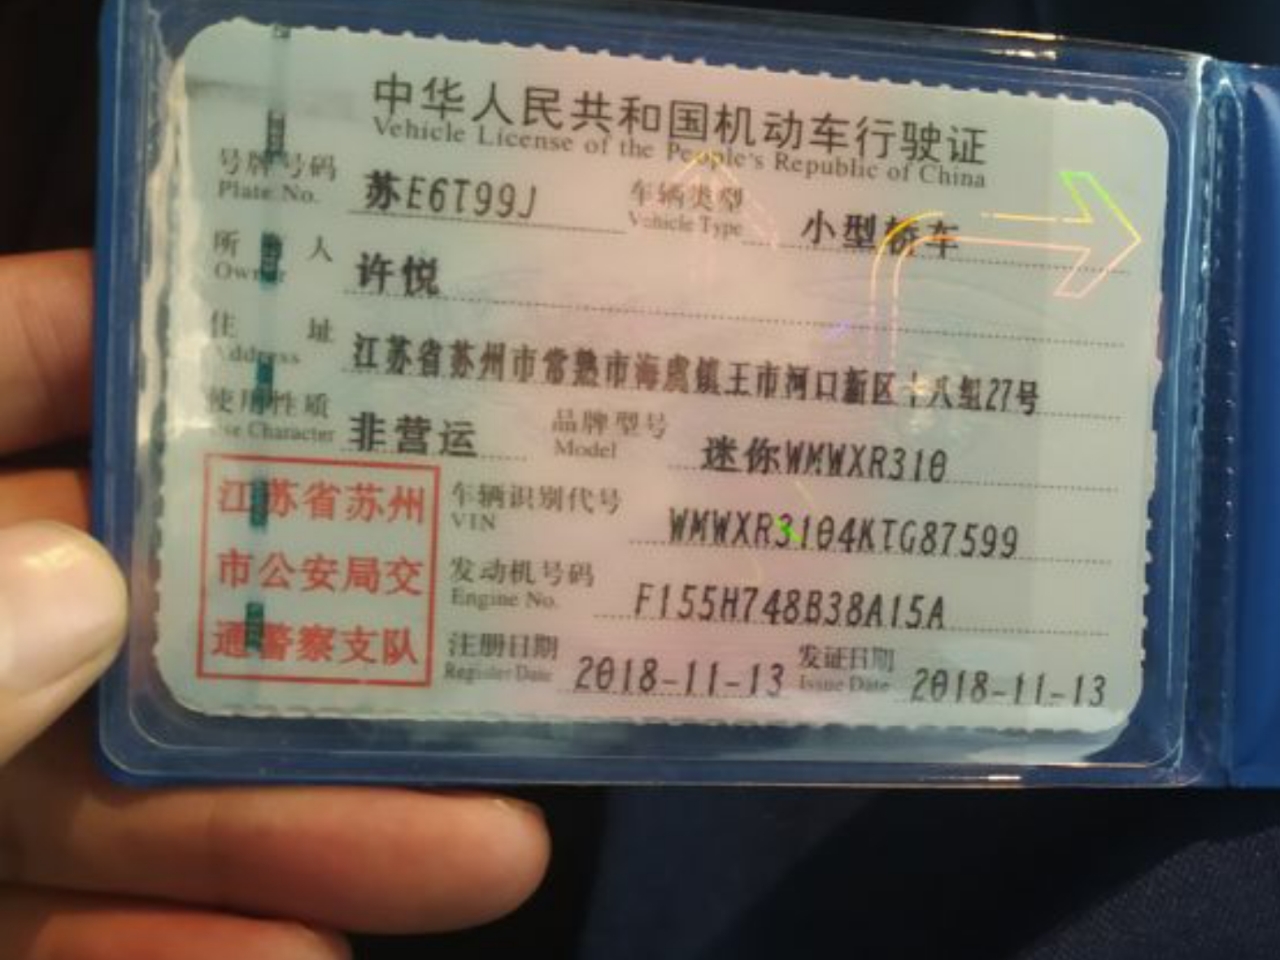 中华人民共和国机动车行驶证
Vehicle License of the People's Republic of China
号牌号码 苏E6T99J 车辆类型 小型轿车
Plate No. Vehicle Type
所 人 许悦
Owner
住 址 江苏省苏州市常熟市海虞镇王市河口新区十八组27号
Address
使用性质 非营运 品牌型号 迷你WMWXR310
Use Character Model
江苏省苏州
市公安局交
通警察支队
车辆识别代号 WMWXR3104KTG87599
VIN
发动机号码 F155H748B38A15A
Engine No.
注册日期 2018-11-13 发证日期 2018-11-13
Register Date Issue Date